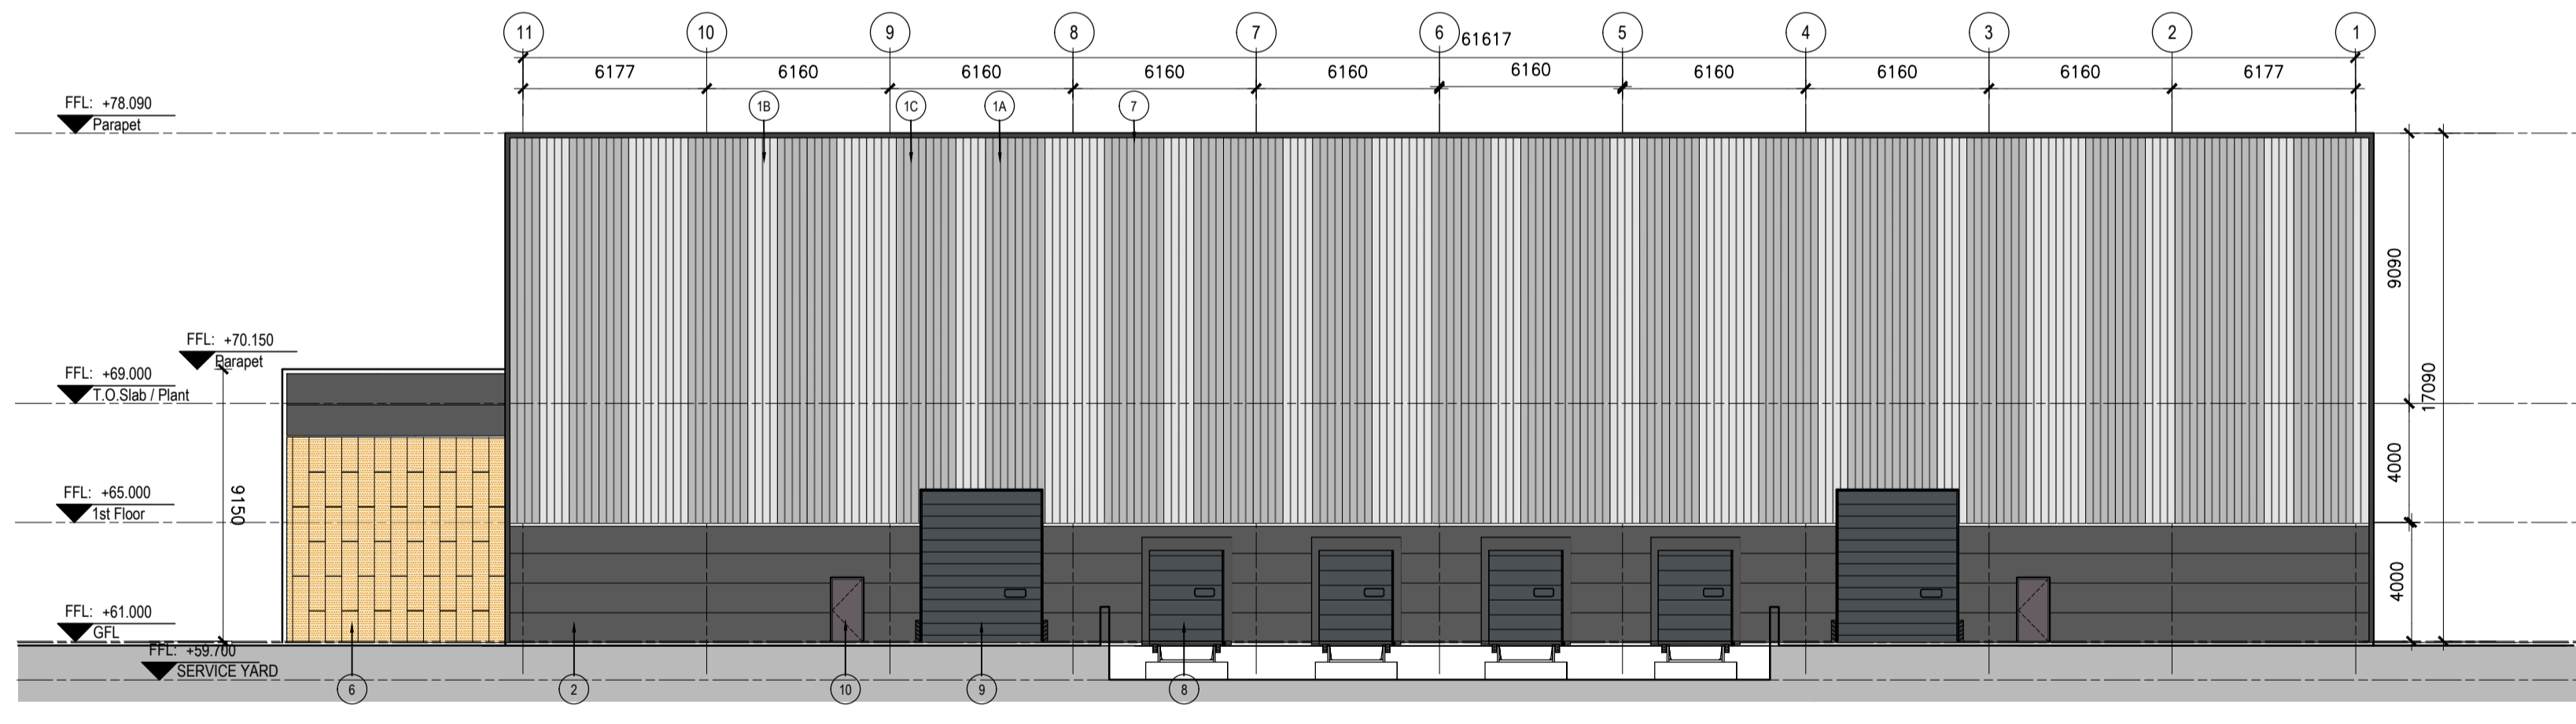 11 10 9 8 7 6 5 4 3 2 1
61617
6177 6160 6160 6160 6160 6160 6160 6160 6160 6177
FFL: +78.090
Parapet
1B 1C 1A 7
FFL: +70.150
Parapet
FFL: +69.000
T.O.Slab / Plant
FFL: +65.000
1st Floor
9150
FFL: +61.000
GFL
FFL: +59.700
SERVICE YARD
9090
17090
4000
4000
6 2 10 9 8